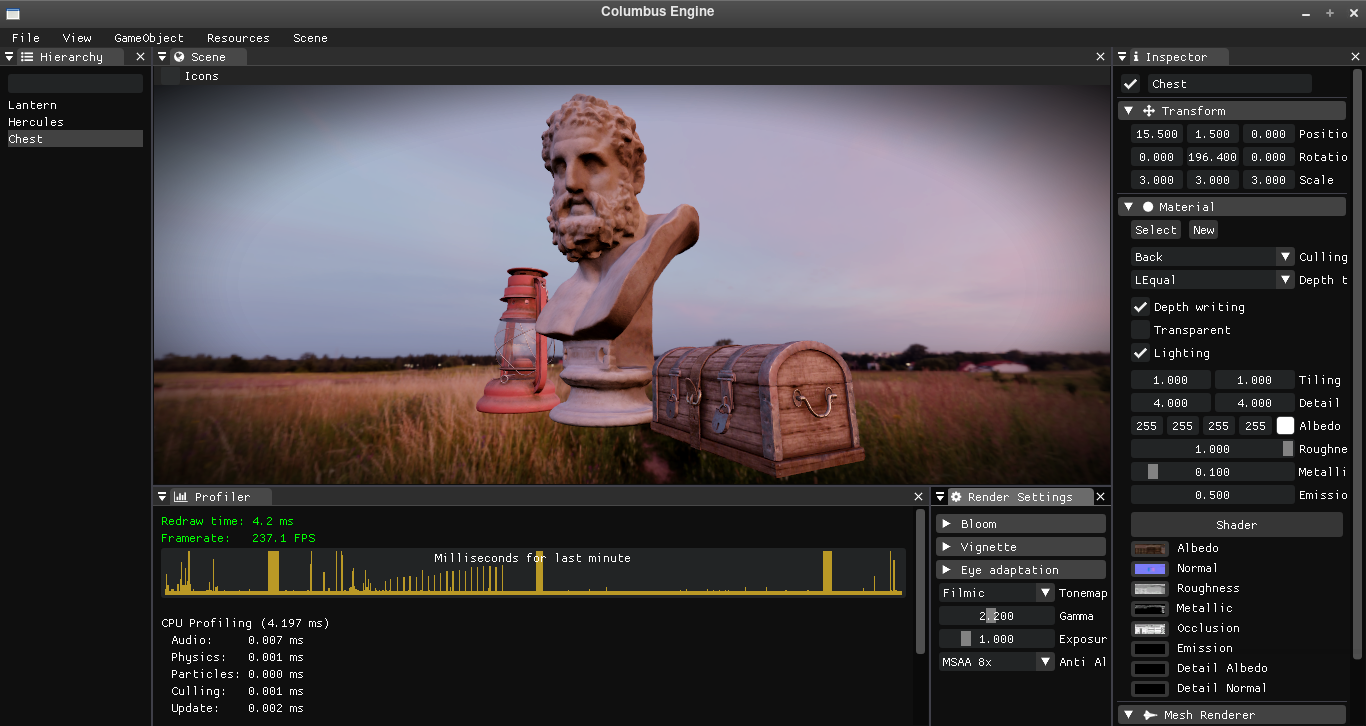 Columbus Engine
File View GameObject Resources Scene
Hierarchy
Lantern
Hercules
Chest
Scene
Icons
Profiler
Redraw time: 4.2 ms
Framerate: 237.1 FPS
Milliseconds for last minute
CPU Profiling (4.197 ms)
Audio: 0.007 ms
Physics: 0.001 ms
Particles: 0.000 ms
Culling: 0.001 ms
Update: 0.002 ms
Render Settings
Bloom
Vignette
Eye adaptation
Filmic Tonemap
2.200 Gamma
1.000 Exposur
MSAA 8x Anti Al
Inspector
Chest
Transform
15.500 1.500 0.000 Positio
0.000 196.400 0.000 Rotatio
3.000 3.000 3.000 Scale
Material
Select New
Back Culling
LEqual Depth t
Depth writing
Transparent
Lighting
1.000 1.000 Tiling
4.000 4.000 Detail
255 255 255 255 Albedo
1.000 Roughne
0.100 Metalli
0.500 Emissio
Shader
Albedo
Normal
Roughness
Metallic
Occlusion
Emission
Detail Albedo
Detail Normal
Mesh Renderer